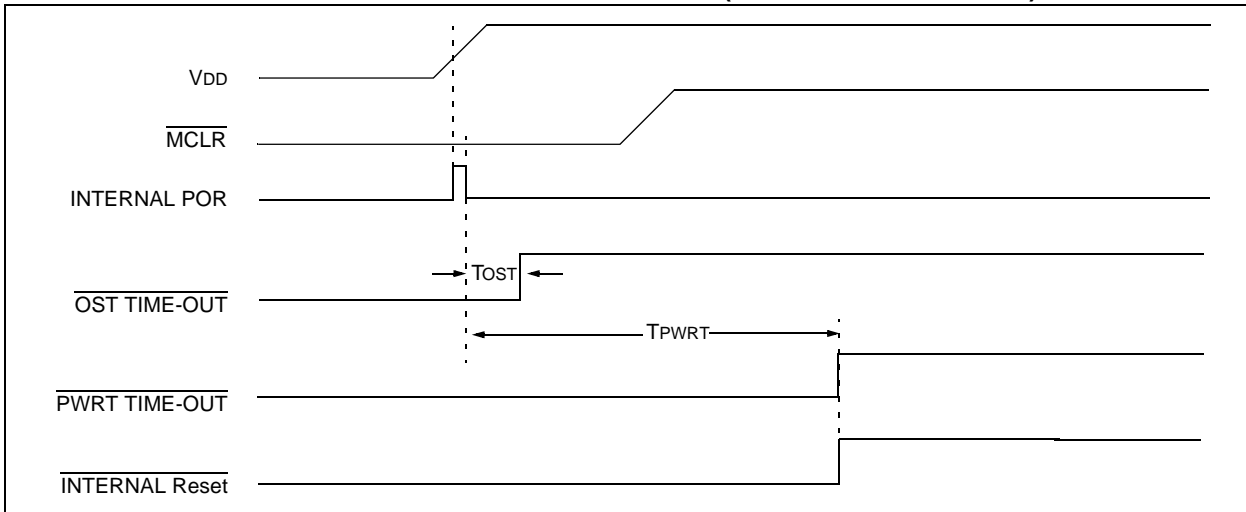 VDD
MCLR
INTERNAL POR
TOST
OST TIME-OUT
TPWRT
PWRT TIME-OUT
INTERNAL Reset